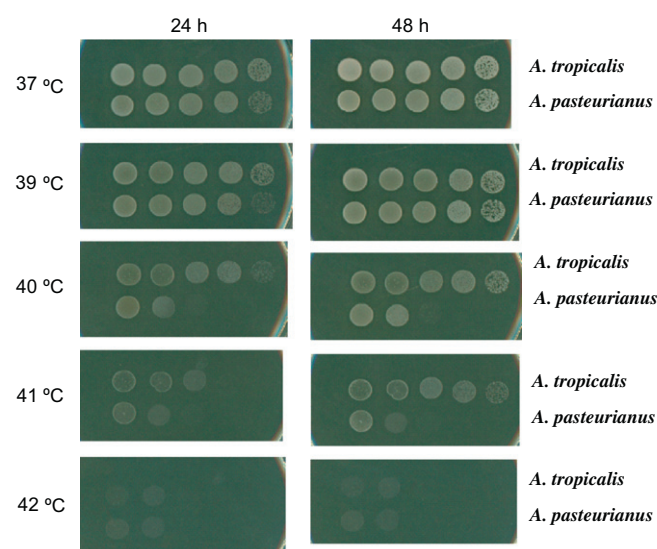 24 h 48 h
37 ºC
A. tropicalis
A. pasteurianus
39 ºC
A. tropicalis
A. pasteurianus
40 ºC
A. tropicalis
A. pasteurianus
41 ºC
A. tropicalis
A. pasteurianus
42 ºC
A. tropicalis
A. pasteurianus